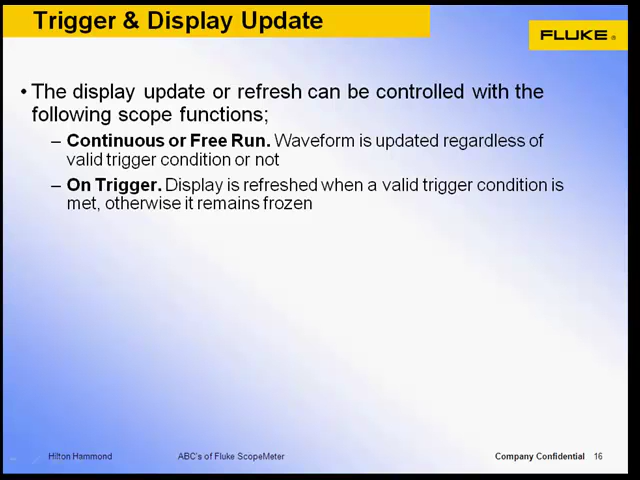 Trigger & Display Update
FLUKE ®
• The display update or refresh can be controlled with the
following scope functions;
– Continuous or Free Run. Waveform is updated regardless of
valid trigger condition or not
– On Trigger. Display is refreshed when a valid trigger condition is
met, otherwise it remains frozen
Hilton Hammond ABC's of Fluke ScopeMeter Company Confidential 16